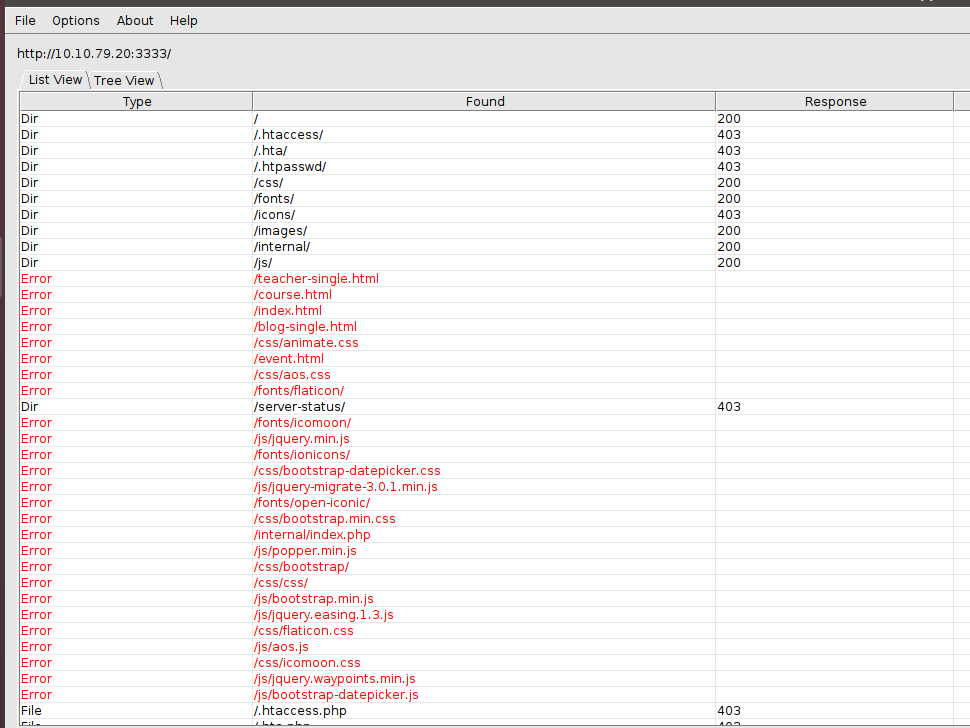 File Options About Help
http://10.10.79.20:3333/
List View Tree View
Type Found Response
Dir / 200
Dir /.htaccess/ 403
Dir /.hta/ 403
Dir /.htpasswd/ 403
Dir /css/ 200
Dir /fonts/ 200
Dir /icons/ 403
Dir /images/ 200
Dir /internal/ 200
Dir /js/ 200
Error /teacher-single.html
Error /course.html
Error /index.html
Error /blog-single.html
Error /css/animate.css
Error /event.html
Error /css/aos.css
Error /fonts/flaticon/
Dir /server-status/ 403
Error /fonts/icomoon/
Error /js/jquery.min.js
Error /fonts/ionicons/
Error /css/bootstrap-datepicker.css
Error /js/jquery-migrate-3.0.1.min.js
Error /fonts/open-iconic/
Error /css/bootstrap.min.css
Error /internal/index.php
Error /js/popper.min.js
Error /css/bootstrap/
Error /css/css/
Error /js/bootstrap.min.js
Error /js/jquery.easing.1.3.js
Error /css/flaticon.css
Error /js/aos.js
Error /css/icomoon.css
Error /js/jquery.waypoints.min.js
Error /js/bootstrap-datepicker.js
File /.htaccess.php 403